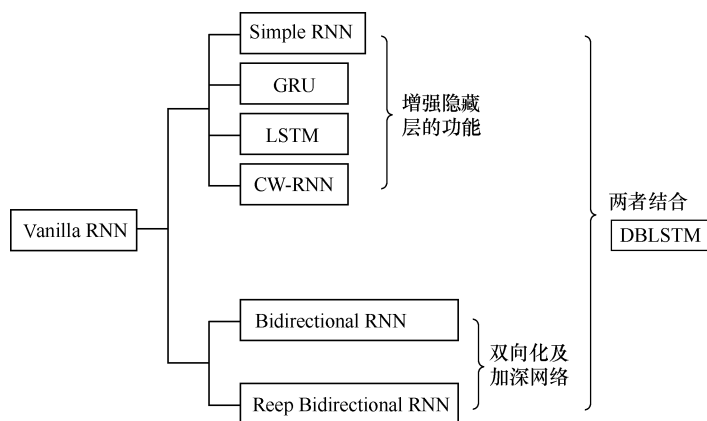 Simple RNN
GRU
LSTM
CW-RNN
增强隐藏
层的功能
Vanilla RNN
两者结合
DBLSTM
Bidirectional RNN
Reep Bidirectional RNN
双向化及
加深网络